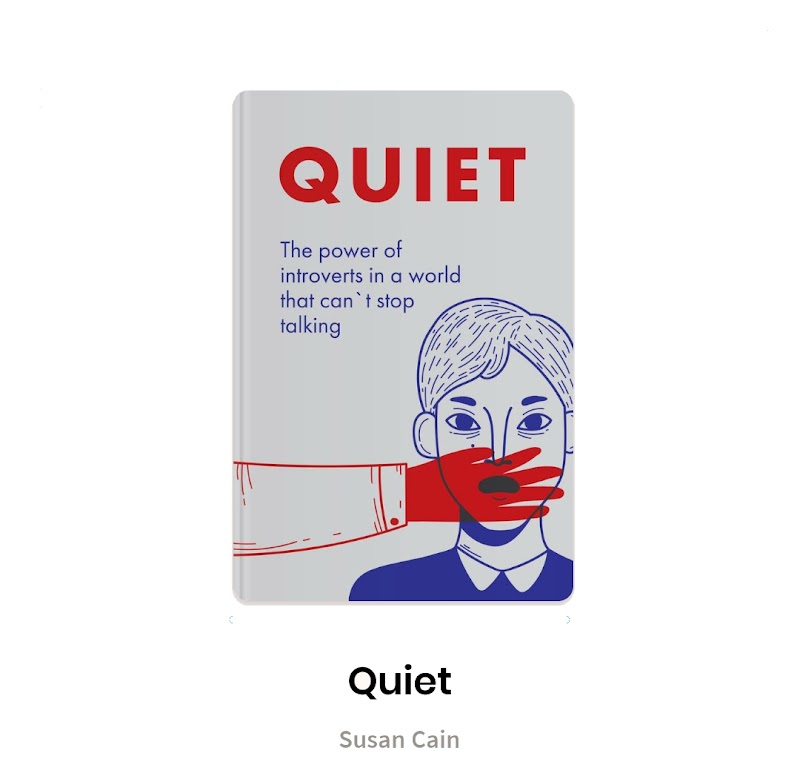 QUIET
The power of
introverts in a world
that can`t stop
talking
Quiet
Susan Cain